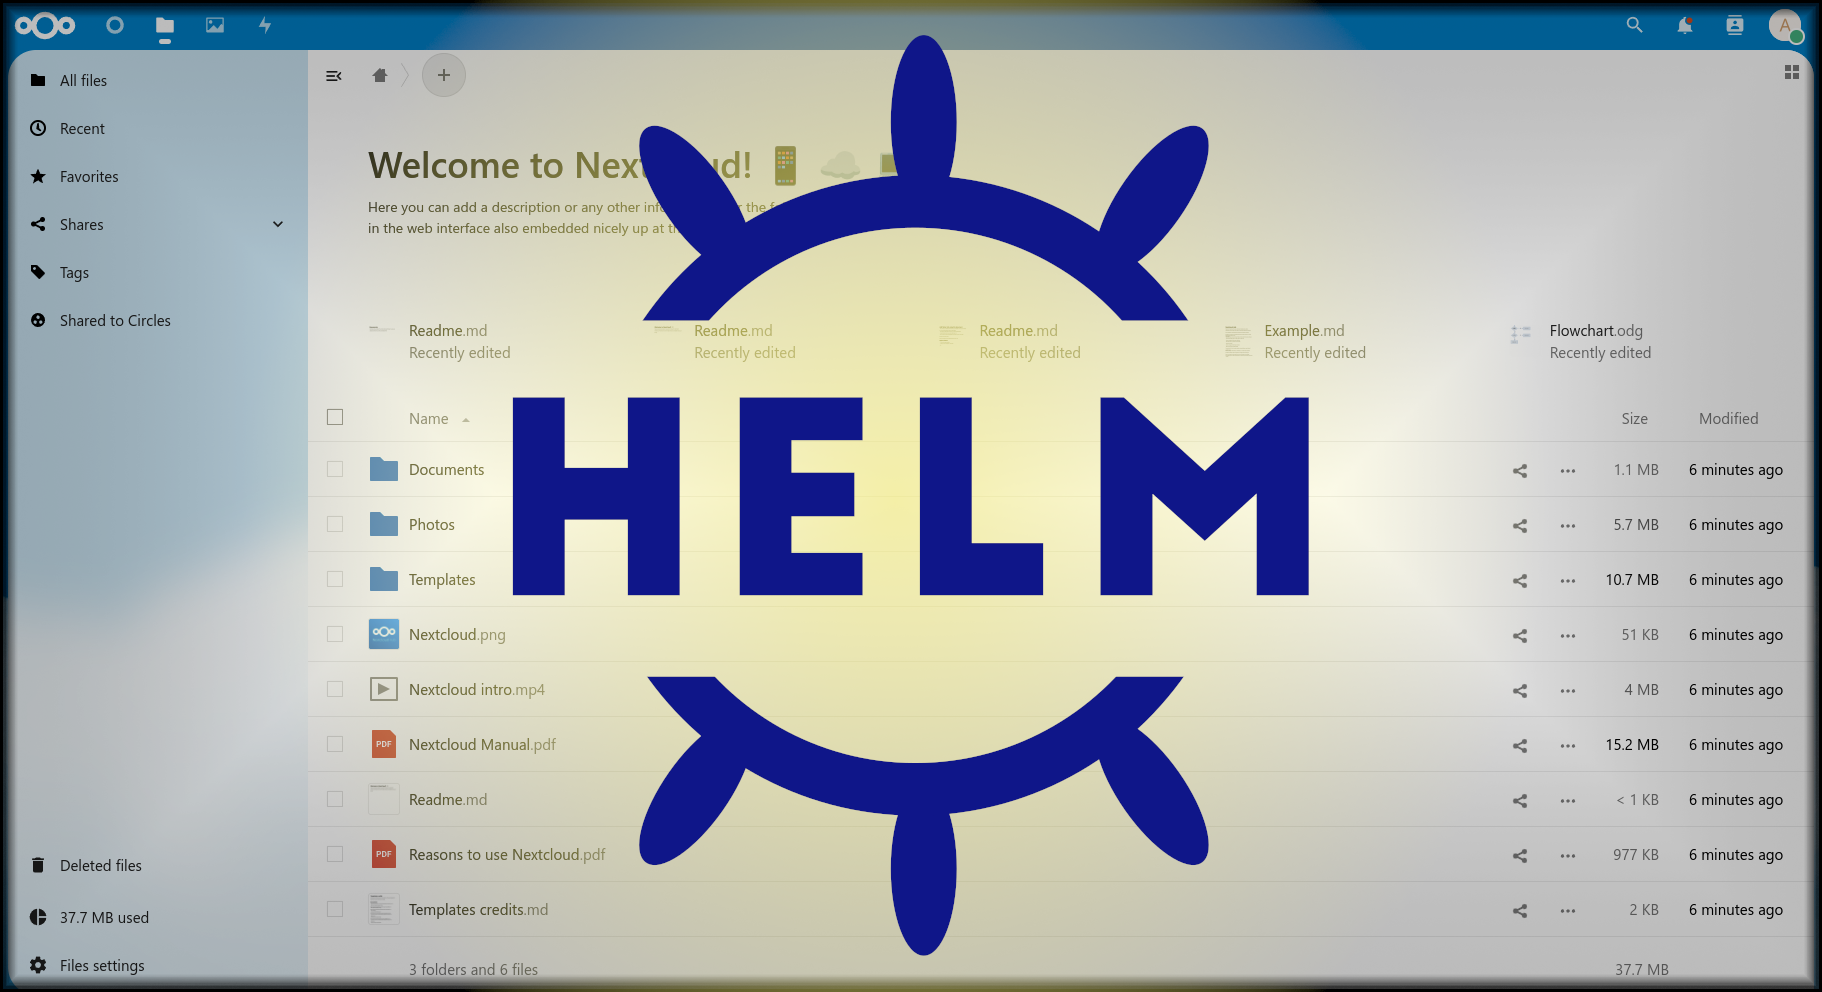 A
All files
Recent
Favorites
Shares
Tags
Shared to Circles
Deleted files
37.7 MB used
Files settings
Welcome to Nextcloud!
Here you can add a description or any other info
in the web interface also embedded nicely up at
Readme.md
Recently edited
Readme.md
Recently edited
Readme.md
Recently edited
Example.md
Recently edited
Flowchart.odg
Recently edited
HELM
Name Size Modified
Documents 1.1 MB 6 minutes ago
Photos 5.7 MB 6 minutes ago
Templates 10.7 MB 6 minutes ago
Nextcloud.png 51 KB 6 minutes ago
Nextcloud intro.mp4 4 MB 6 minutes ago
PDF Nextcloud Manual.pdf 15.2 MB 6 minutes ago
Readme.md < 1 KB 6 minutes ago
PDF Reasons to use Nextcloud.pdf 977 KB 6 minutes ago
Templates credits.md 2 KB 6 minutes ago
3 folders and 6 files 37.7 MB